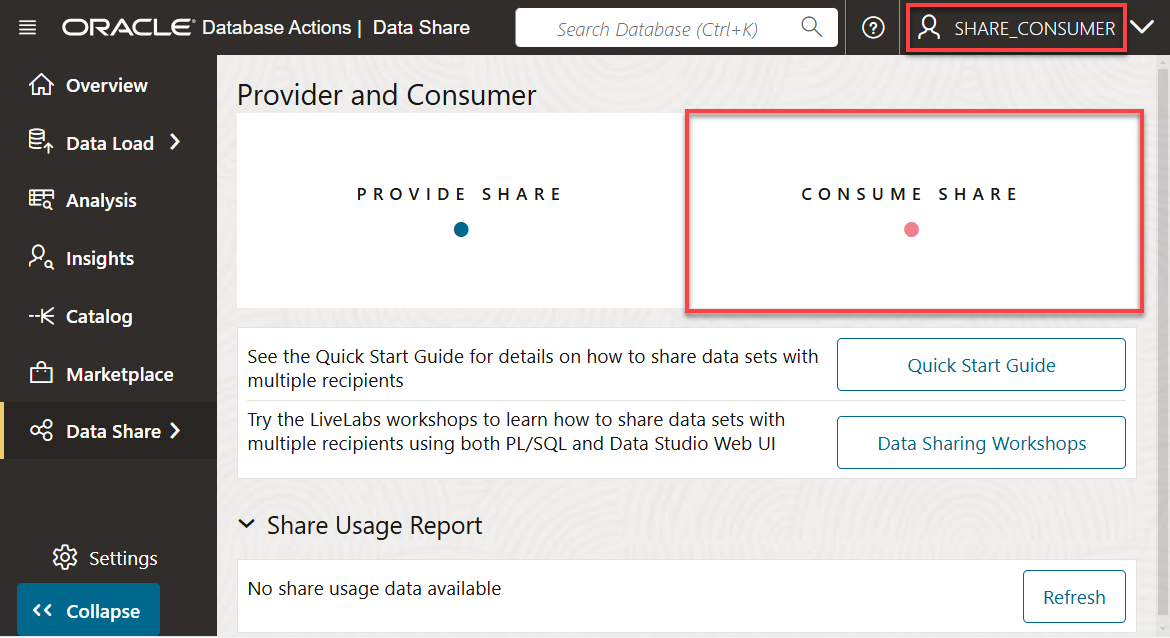 ORACLE Database Actions | Data Share
Search Database (Ctrl+K)
SHARE_CONSUMER
Overview
Data Load
Analysis
Insights
Catalog
Marketplace
Data Share
Settings
Collapse
Provider and Consumer
PROVIDE SHARE
CONSUME SHARE
See the Quick Start Guide for details on how to share data sets with
multiple recipients
Quick Start Guide
Try the LiveLabs workshops to learn how to share data sets with
multiple recipients using both PL/SQL and Data Studio Web UI
Data Sharing Workshops
Share Usage Report
No share usage data available
Refresh